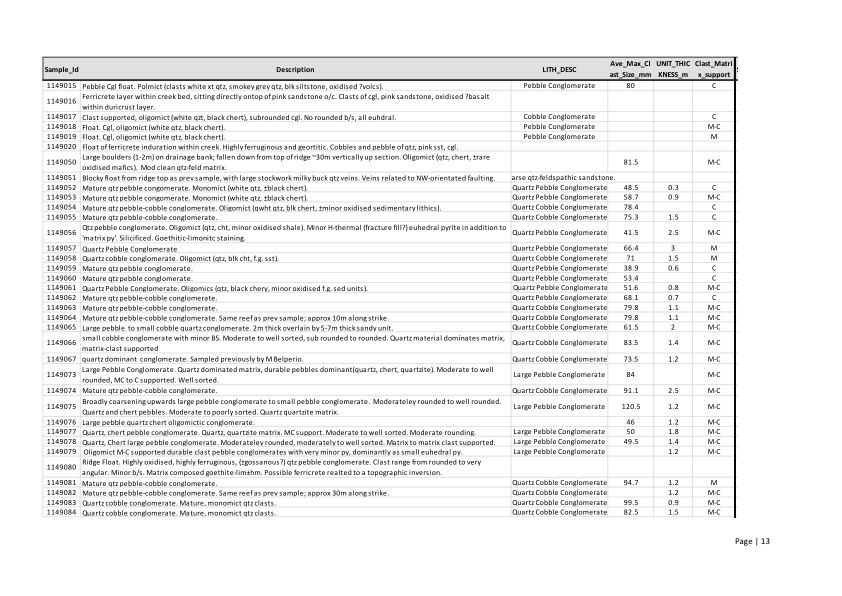 Sample_Id Description LITH_DESC Ave_Max_Cl ast_Size_mm UNIT_THIC KNESS_m Clast_Matri x_support
1149015 Pebble Cgl float. Polmict (clasts white xt qtz, smokey grey qtz, blk siltstone, oxidised ?volcs). Pebble Conglomerate 80 C
1149016 Ferricrete layer within creek bed, sitting directly ontop of pink sandstone o/c. Clasts of cgl, pink sandstone, oxidised ?basalt
within duricrust layer.
1149017 Clast supported, oligomict (white qzt, black chert), subrounded cgl. No rounded b/s, all euhdral. Cobble Conglomerate C
1149018 Float. Cgl, oligomict (white qtz, black chert). Pebble Conglomerate M-C
1149019 Float. Cgl, oligomict (white qtz, black chert). Pebble Conglomerate M
1149020 Float of ferricrete induration within creek. Highly ferruginous and geortitic. Cobbles and pebble of qtz, pink sst, cgl.
1149050 Large boulders (1-2m) on drainage bank; fallen down from top of ridge ~30m vertically up section. Oligomict (qtz, chert, ±rare
oxidised mafics). Mod clean qtz-feld matrix. 81.5 M-C
1149051 Blocky float from ridge top as prev sample, with large stockwork milky buck qtz veins. Veins related to NW-orientated faulting. arse qtz-feldspathic sandstone.
1149052 Mature qtz pebble congomerate. Monomict (white qtz, ±black chert). Quartz Pebble Conglomerate 48.5 0.3 C
1149053 Mature qtz pebble congomerate. Monomict (white qtz, ±black chert). Quartz Pebble Conglomerate 58.7 0.9 M-C
1149054 Mature qtz pebble-cobble conglomerate. Oligomict (qwht qtz, blk chert, ±minor oxidised sedimentary lithics). Quartz Cobble Conglomerate 78.4 C
1149055 Mature qtz pebble-cobble conglomerate. Quartz Cobble Conglomerate 75.3 1.5 C
1149056 Qtz pebble conglomerate. Oligomict (qtz, cht, minor oxidised shale). Minor H-thermal (fracture fill?) euhedral pyrite in addition to
'matrix py'. Silicificed. Goethitic-limonitc staining. Quartz Pebble Conglomerate 41.5 2.5 M-C
1149057 Quartz Pebble Conglomerate Quartz Pebble Conglomerate 66.4 3 M
1149058 Quartz cobble conglomerate. Oligomict (qtz, blk cht, f.g. sst). Quartz Cobble Conglomerate 71 1.5 M
1149059 Mature qtz pebble conglomerate. Quartz Pebble Conglomerate 38.9 0.6 C
1149060 Mature qtz pebble conglomerate. Quartz Pebble Conglomerate 53.4 C
1149061 Quartz Pebble Conglomerate. Oligomics (qtz, black chery, minor oxidised f.g. sed units). Quartz Pebble Conglomerate 51.6 0.8 M-C
1149062 Mature qtz pebble-cobble conglomerate. Quartz Pebble Conglomerate 68.1 0.7 C
1149063 Mature qtz pebble-cobble conglomerate. Quartz Cobble Conglomerate 79.8 1.1 M-C
1149064 Mature qtz pebble-cobble conglomerate. Same reef as prev sample; approx 10m along strike. Quartz Cobble Conglomerate 79.8 1.1 M-C
1149065 Large pebble to small cobble quartz conglomerate. 2m thick overlain by 5-7m thick sandy unit. Quartz Pebble Conglomerate 61.5 2 M-C
1149066 small cobble conglomerate with minor BS. Moderate to well sorted, sub rounded to rounded. Quartz material dominates matrix,
matrix-clast supported Quartz Cobble Conglomerate 83.5 1.4 M-C
1149067 quartz dominant conglomerate. Sampled previously by M Belperio. Quartz Cobble Conglomerate 73.5 1.2 M-C
1149073 Large Pebble Conglomerate. Quartz dominated matrix, durable pebbles dominant(quartz, chert, quartzite). Moderate to well
rounded, MC to C supported. Well sorted. Large Pebble Conglomerate 84 M-C
1149074 Mature qtz pebble-cobble conglomerate. Quartz Cobble Conglomerate 91.1 2.5 M-C
1149075 Broadly coarsening upwards large pebble conglomerate to small pebble conglomerate. Moderateley rounded to well rounded.
Quartz and chert pebbles. Moderate to poorly sorted. Quartz quartzite matrix. Large Pebble Conglomerate 120.5 1.2 M-C
1149076 Large pebble quartz chert oligomictic conglomerate. 46 1.2 M-C
1149077 Quartz, chert pebble conglomerate. Quartz, quartzite matrix. MC support. Moderate to well sorted. Moderate rounding. Large Pebble Conglomerate 50 1.8 M-C
1149078 Quartz, Chert large pebble conglomerate. Moderateley rounded, moderately to well sorted. Matrix to matrix clast supported. Large Pebble Conglomerate 49.5 1.4 M-C
1149079 Oligomict M-C supported durable clast pebble conglomerates with very minor py, dominantly as small euhedral py. Large Pebble Conglomerate 1.2 M-C
1149080 Ridge Float. Highly oxidised, highly ferruginous, (±gossanous?) qtz pebble conglomerate. Clast range from rounded to very
angular. Minor b/s. Matrix composed goethite-lim±hm. Possible ferricrete realted to a topographic inversion.
1149081 Mature qtz pebble-cobble conglomerate. Quartz Cobble Conglomerate 94.7 1.2 M
1149082 Mature qtz pebble-cobble conglomerate. Same reef as prev sample; approx 30m along strike. Quartz Cobble Conglomerate 1.2 M-C
1149083 Quartz cobble conglomerate. Mature, monomict qtz clasts. Quartz Cobble Conglomerate 99.5 0.9 M-C
1149084 Quartz cobble conglomerate. Mature, monomict qtz clasts. Quartz Cobble Conglomerate 82.5 1.5 M-C
Page | 13